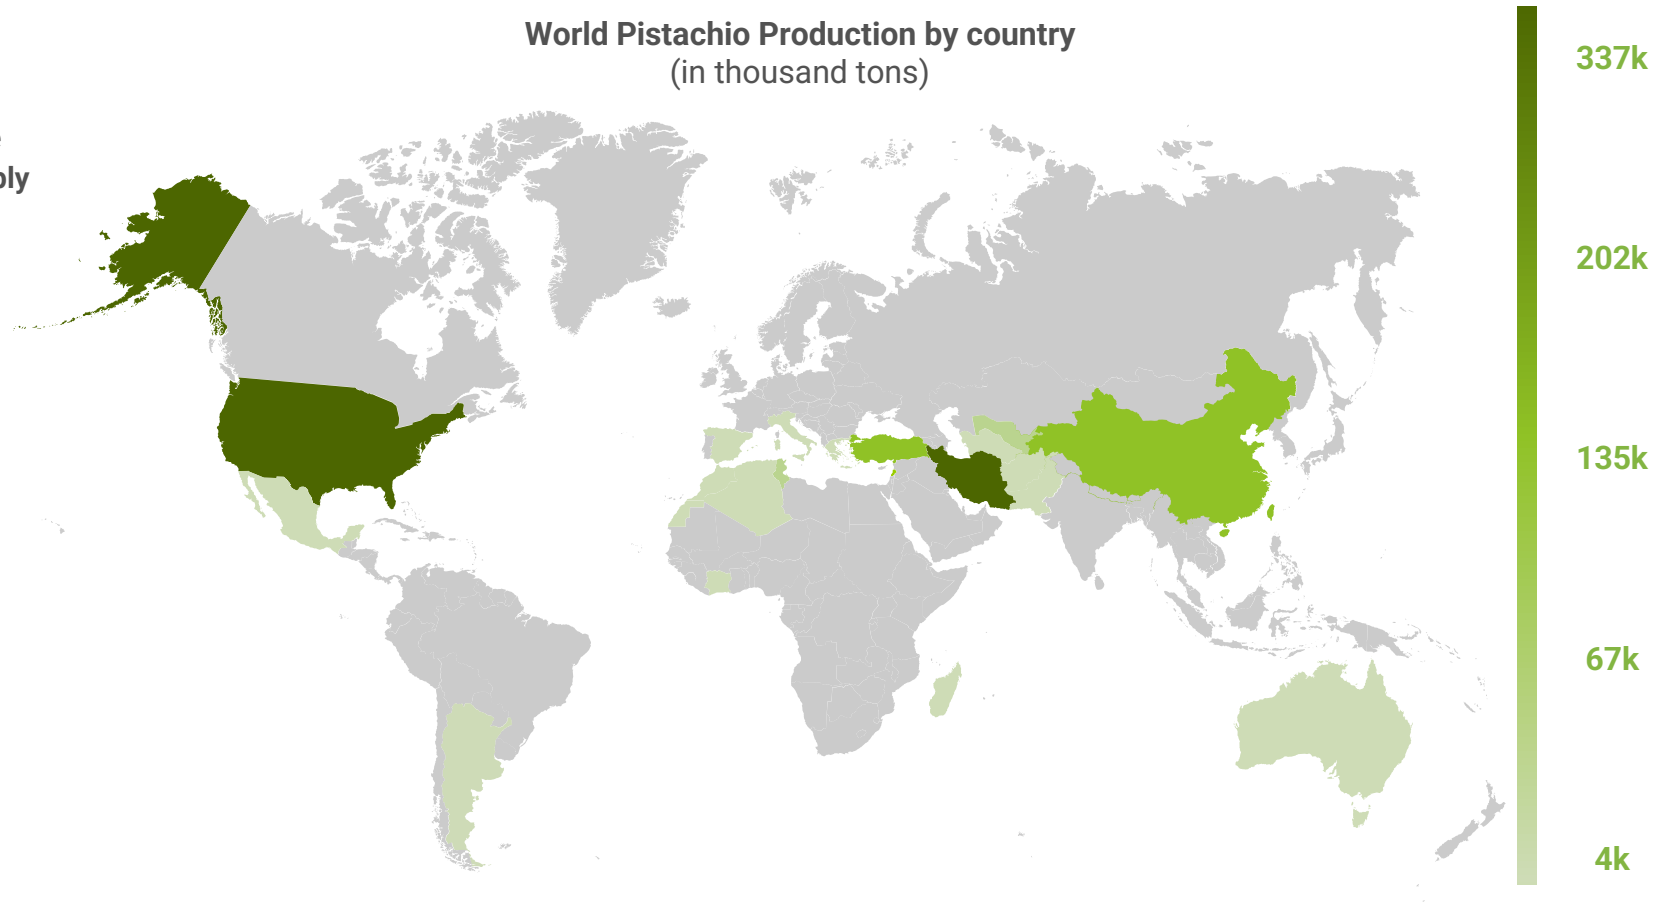 World Pistachio Production by country
(in thousand tons)
337k
202k
135k
67k
4k